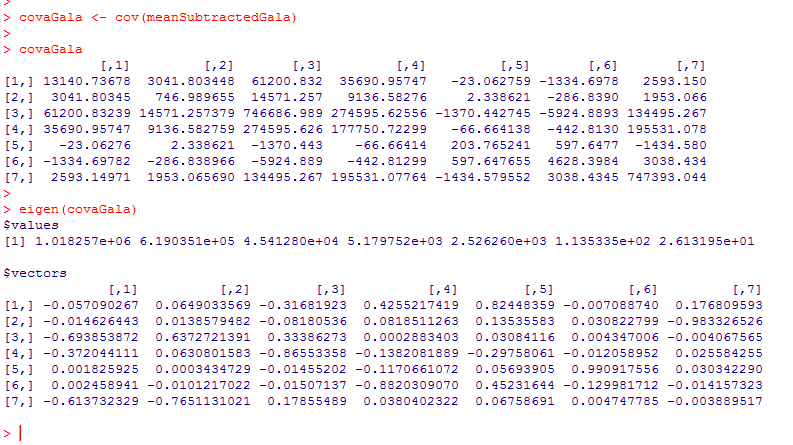 >
> covaGala <- cov(meanSubtractedGala)
>
> covaGala
[,1] [,2] [,3] [,4] [,5] [,6] [,7]
[1,] 13140.73678 3041.803448 61200.832 35690.95747 -23.062759 -1334.6978 2593.150
[2,] 3041.80345 746.989655 14571.257 9136.58276 2.338621 -286.8390 1953.066
[3,] 61200.83239 14571.257379 746686.989 274595.62556 -1370.442745 -5924.8893 134495.267
[4,] 35690.95747 9136.582759 274595.626 177750.72299 -66.664138 -442.8130 195531.078
[5,] -23.06276 2.338621 -1370.443 -66.66414 203.765241 597.6477 -1434.580
[6,] -1334.69782 -286.838966 -5924.889 -442.81299 597.647655 4628.3984 3038.434
[7,] 2593.14971 1953.065690 134495.267 195531.07764 -1434.579552 3038.4345 747393.044
>
> eigen(covaGala)
$values
[1] 1.018257e+06 6.190351e+05 4.541280e+04 5.179752e+03 2.526260e+03 1.135335e+02 2.613195e+01
$vectors
[,1] [,2] [,3] [,4] [,5] [,6] [,7]
[1,] -0.057090267 0.0649033569 -0.31681923 0.4255217419 0.82448359 -0.007088740 0.176809593
[2,] -0.014626443 0.0138579482 -0.08180536 0.0818511263 0.13535583 0.030822799 -0.983326526
[3,] -0.693853872 0.6372721391 0.33386273 0.0002883403 0.03084116 0.004347006 -0.004067565
[4,] -0.372044111 0.0630801583 -0.86553358 -0.1382081889 -0.29758061 -0.012058952 0.025584255
[5,] 0.001825925 0.0003434729 -0.01455202 -0.1170661072 0.05693905 0.990917556 0.030342290
[6,] 0.002458941 -0.0101217022 -0.01507137 -0.8820309070 0.45231644 -0.129981712 -0.014157323
[7,] -0.613732329 -0.7651131021 0.17855489 0.0380402322 0.06758691 0.004747785 -0.003889517
>